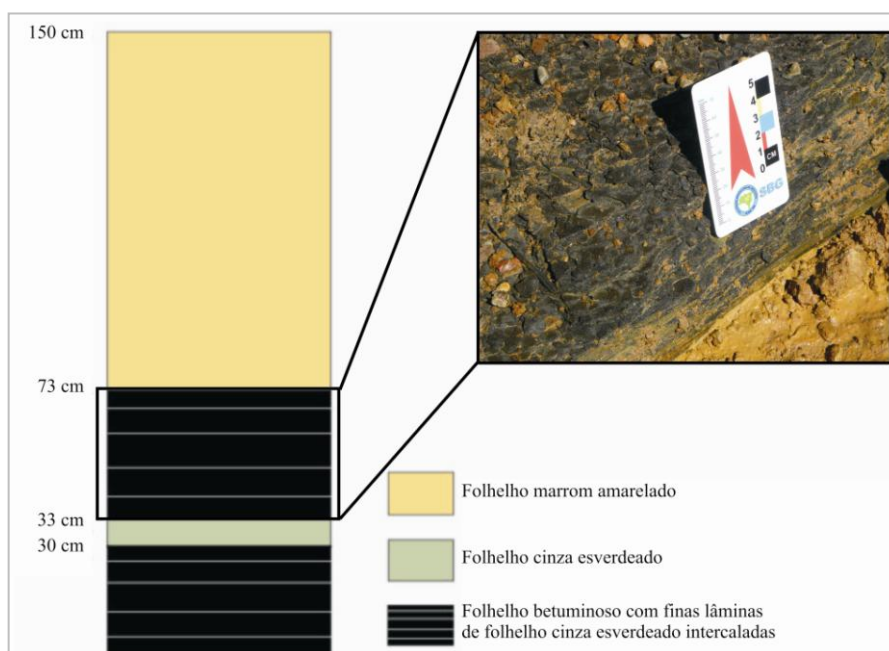 150 cm
73 cm
33 cm
30 cm
5
4
3
2
1
0
CM
SBG
Folhelho marrom amarelado
Folhelho cinza esverdeado
Folhelho betuminoso com finas lâminas
de folhelho cinza esverdeado intercaladas